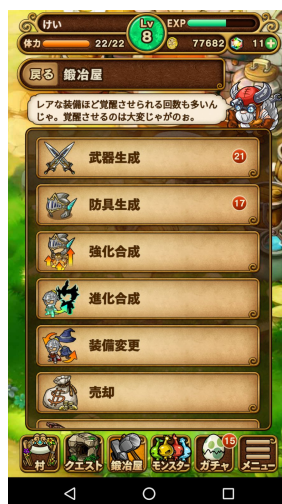 けい Lv 8 EXP
体力 22/22 77682 11
戻る 鍛冶屋
レアな装備ほど覚醒させられる回数も多いん
じゃ。覚醒させるのは大変じゃがのぉ。
武器生成 21
防具生成 17
強化合成
進化合成
装備変更
売却
15
村 クエスト 鍛冶屋 モンスター ガチャ メニュー